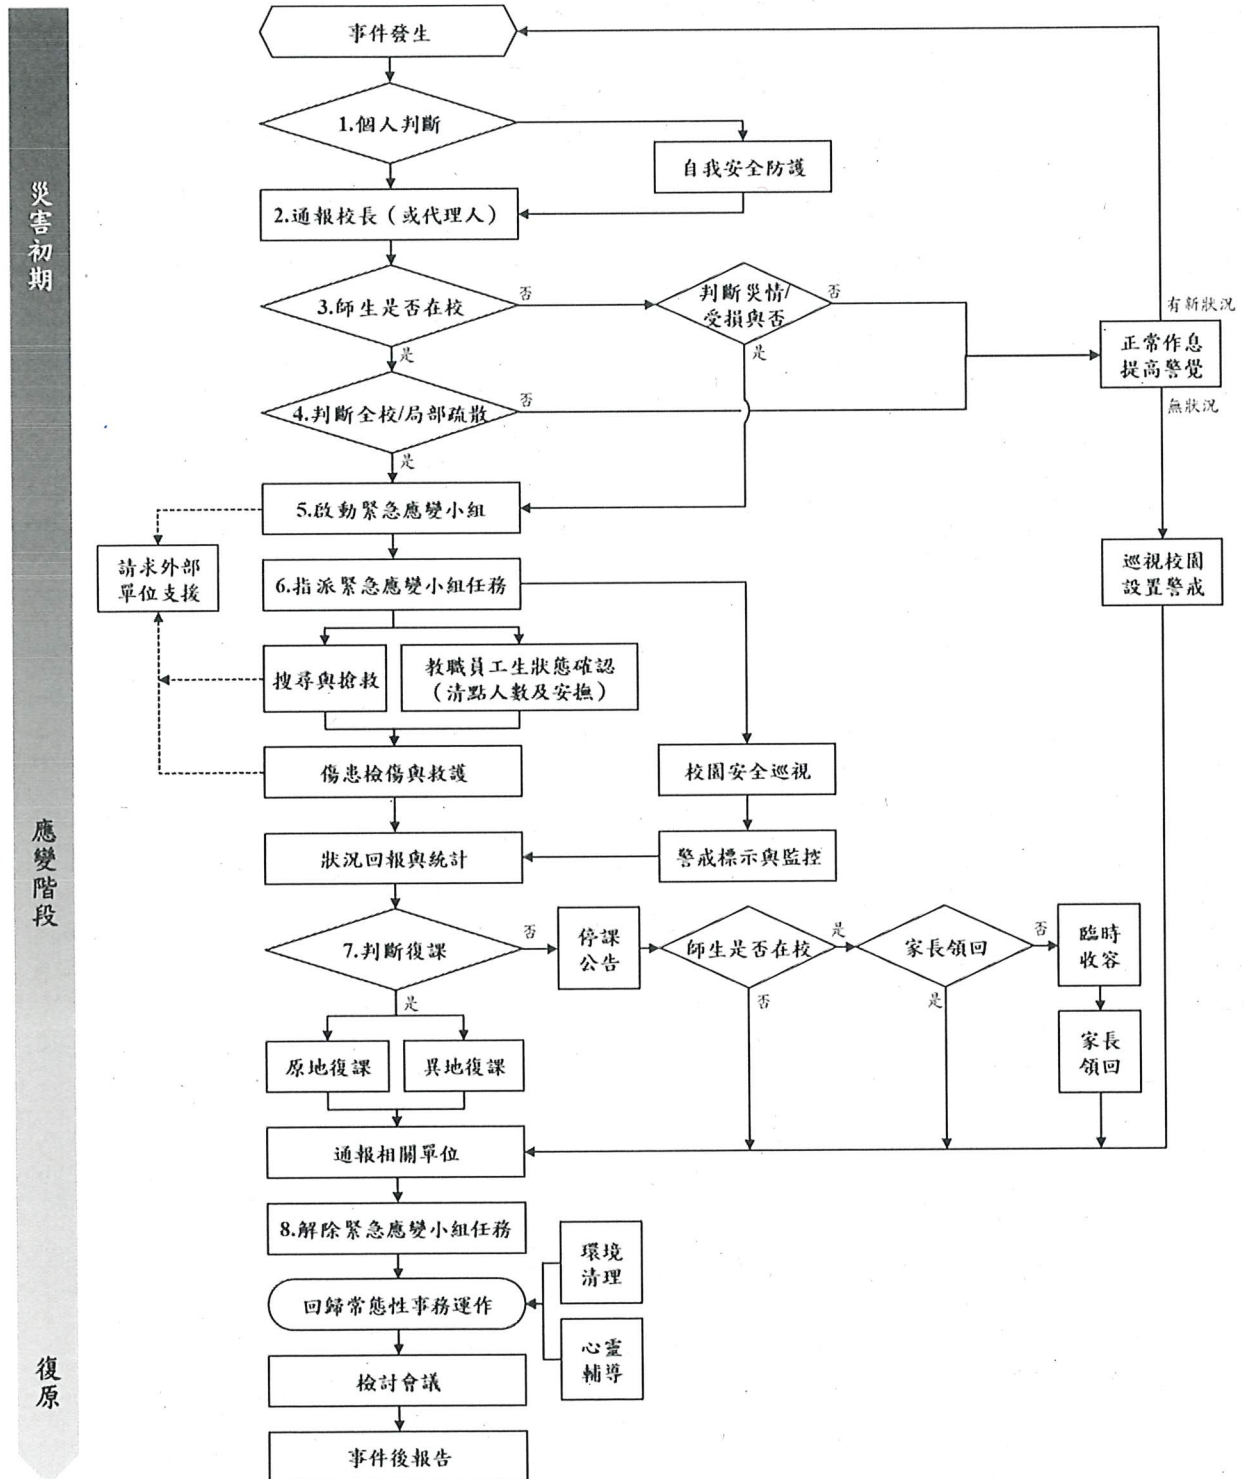 災害初期
應變階段
復原
事件發生
1.個人判斷
自我安全防護
2.通報校長（或代理人）
3.師生是否在校
否
是
判斷災情/
受損與否
否
是
有新狀況
正常作息
提高警覺
無狀況
4.判斷全校/局部疏散
否
是
5.啟動緊急應變小組
請求外部
單位支援
6.指派緊急應變小組任務
巡視校園
設置警戒
搜尋與搶救
教職員工生狀態確認
（清點人數及安撫）
傷患檢傷與救護
校園安全巡視
狀況回報與統計
警戒標示與監控
7.判斷復課
否
是
停課
公告
師生是否在校
是
否
家長領回
否
是
臨時
收容
家長
領回
原地復課
異地復課
通報相關單位
8.解除緊急應變小組任務
環境
清理
回歸常態性事務運作
心靈
輔導
檢討會議
事件後報告